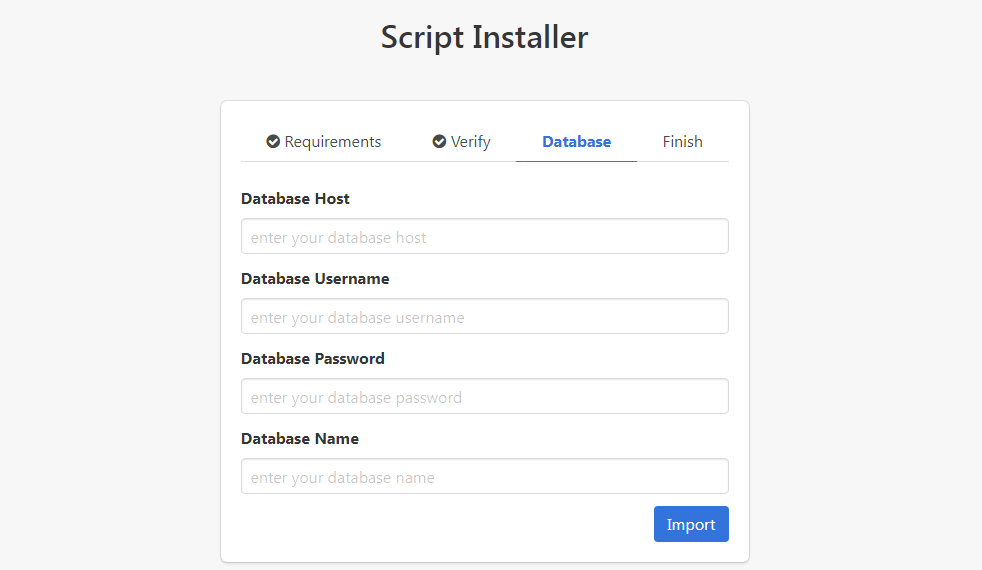 Script Installer
Requirements Verify Database Finish
Database Host
enter your database host
Database Username
enter your database username
Database Password
enter your database password
Database Name
enter your database name
Import